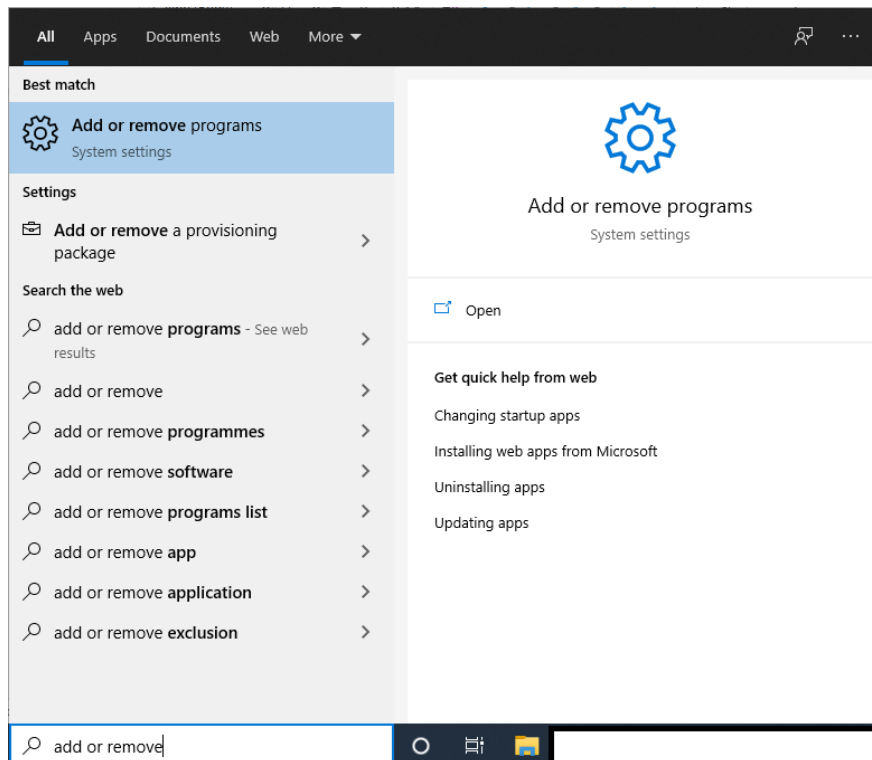 All Apps Documents Web More
Best match
Add or remove programs
System settings
Settings
Add or remove a provisioning
package
Search the web
add or remove programs - See web
results
add or remove
add or remove programmes
add or remove software
add or remove programs list
add or remove app
add or remove application
add or remove exclusion
add or remove
Add or remove programs
System settings
Open
Get quick help from web
Changing startup apps
Installing web apps from Microsoft
Uninstalling apps
Updating apps